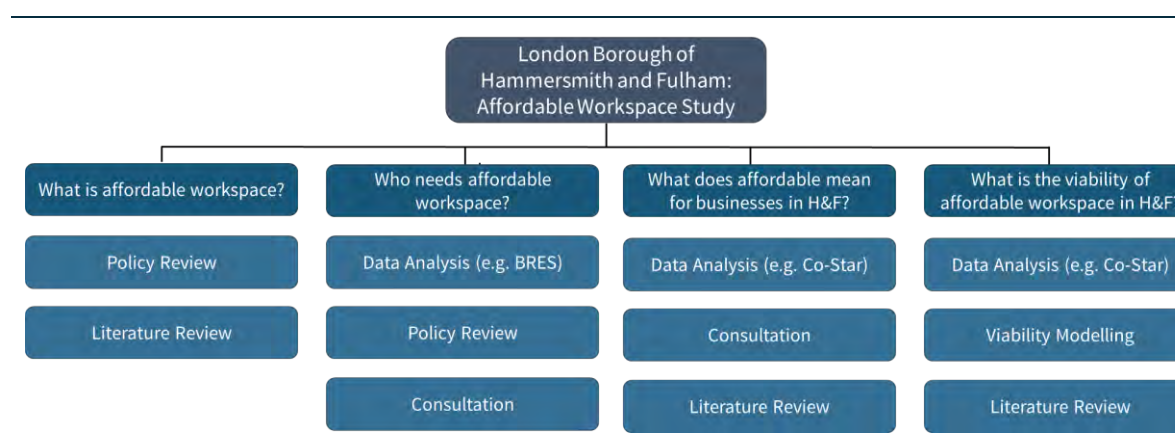 London Borough of
Hammersmith and Fulham:
Affordable Workspace Study
What is affordable workspace?
Policy Review
Literature Review
Who needs affordable
workspace?
Data Analysis (e.g. BRES)
Policy Review
Consultation
What does affordable mean
for businesses in H&F?
Data Analysis (e.g. Co-Star)
Consultation
Literature Review
What is the viability of
affordable workspace in H&F?
Data Analysis (e.g. Co-Star)
Viability Modelling
Literature Review